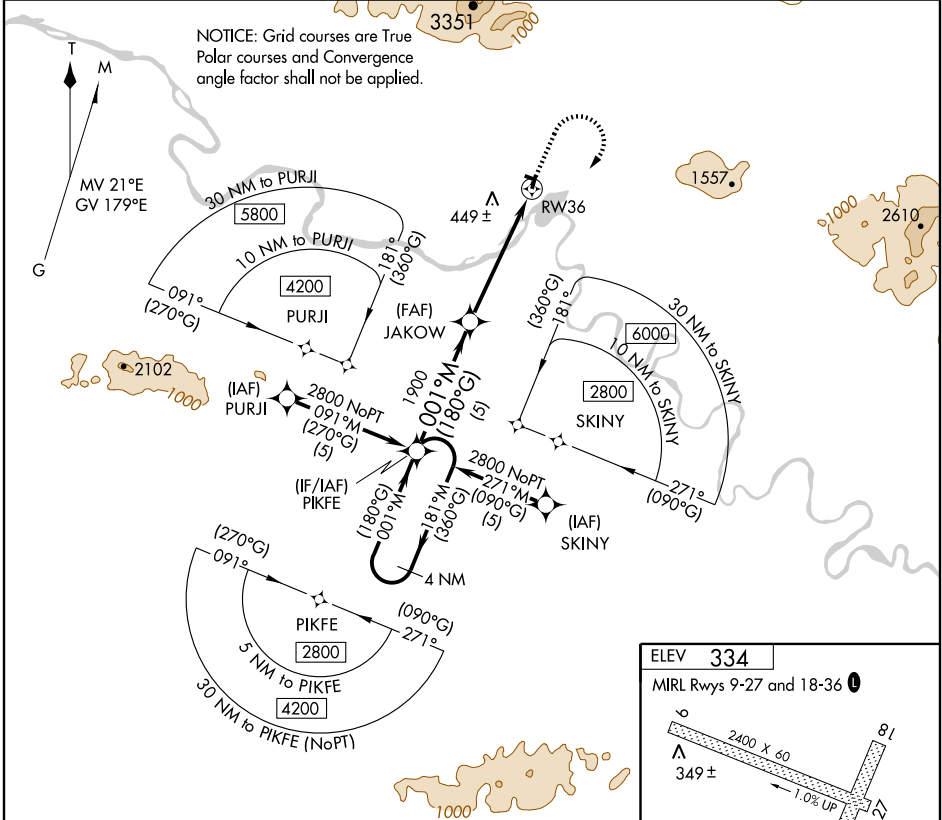 3351
1000
NOTICE: Grid courses are True
Polar courses and Convergence
angle factor shall not be applied.
T
M
MV 21°E
GV 179°E
G
30 NM to PURJI
5800
10 NM to PURJI
4200
PURJI
181°
(360°G)
091°
(270°G)
449 ±
RW36
1557
1000
2610
(FAF)
JAKOW
(360°G)
181°
30 NM to SKINY
6000
10 NM to SKINY
2800
SKINY
271°
(090°G)
2102
1000
(IAF)
PURJI
2800 NoPT
091°M
(270°G)
(5)
1900
001°M
(180°G)
(5)
(IF/IAF)
PIKFE
2800 NoPT
271°M
(090°G)
(5)
(IAF)
SKINY
(180°G)
001°M
181°M
(360°G)
4 NM
(270°G)
091°
(090°G)
271°
PIKFE
2800
5 NM to PIKFE
4200
30 NM to PIKFE (NoPT)
1000
ELEV 334
MIRL Rwys 9-27 and 18-36 L
9
2400 X 60
18
349 ±
1.0% UP
27